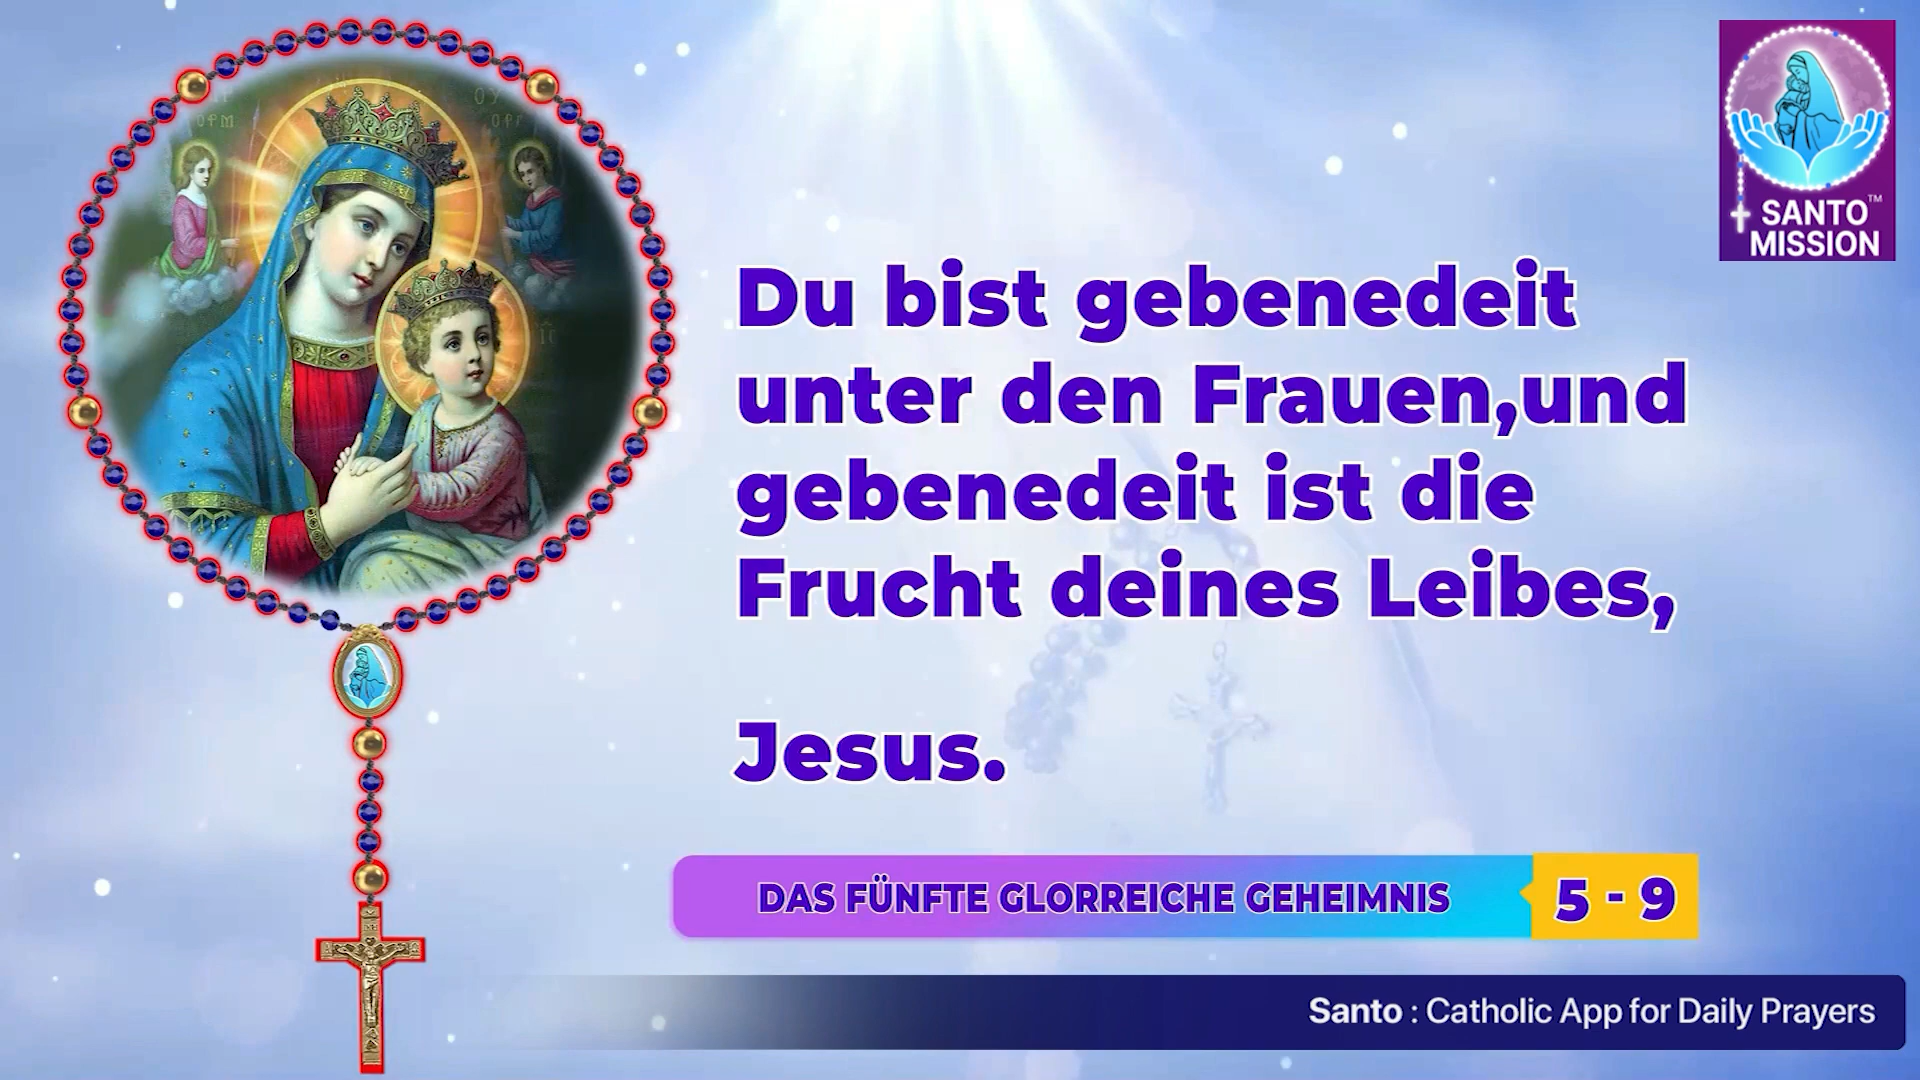 SANTO™
MISSION
Du bist gebenedeit
unter den Frauen,und
gebenedeit ist die
Frucht deines Leibes,
Jesus.
DAS FÜNFTE GLORREICHE GEHEIMNIS
5 - 9
Santo : Catholic App for Daily Prayers